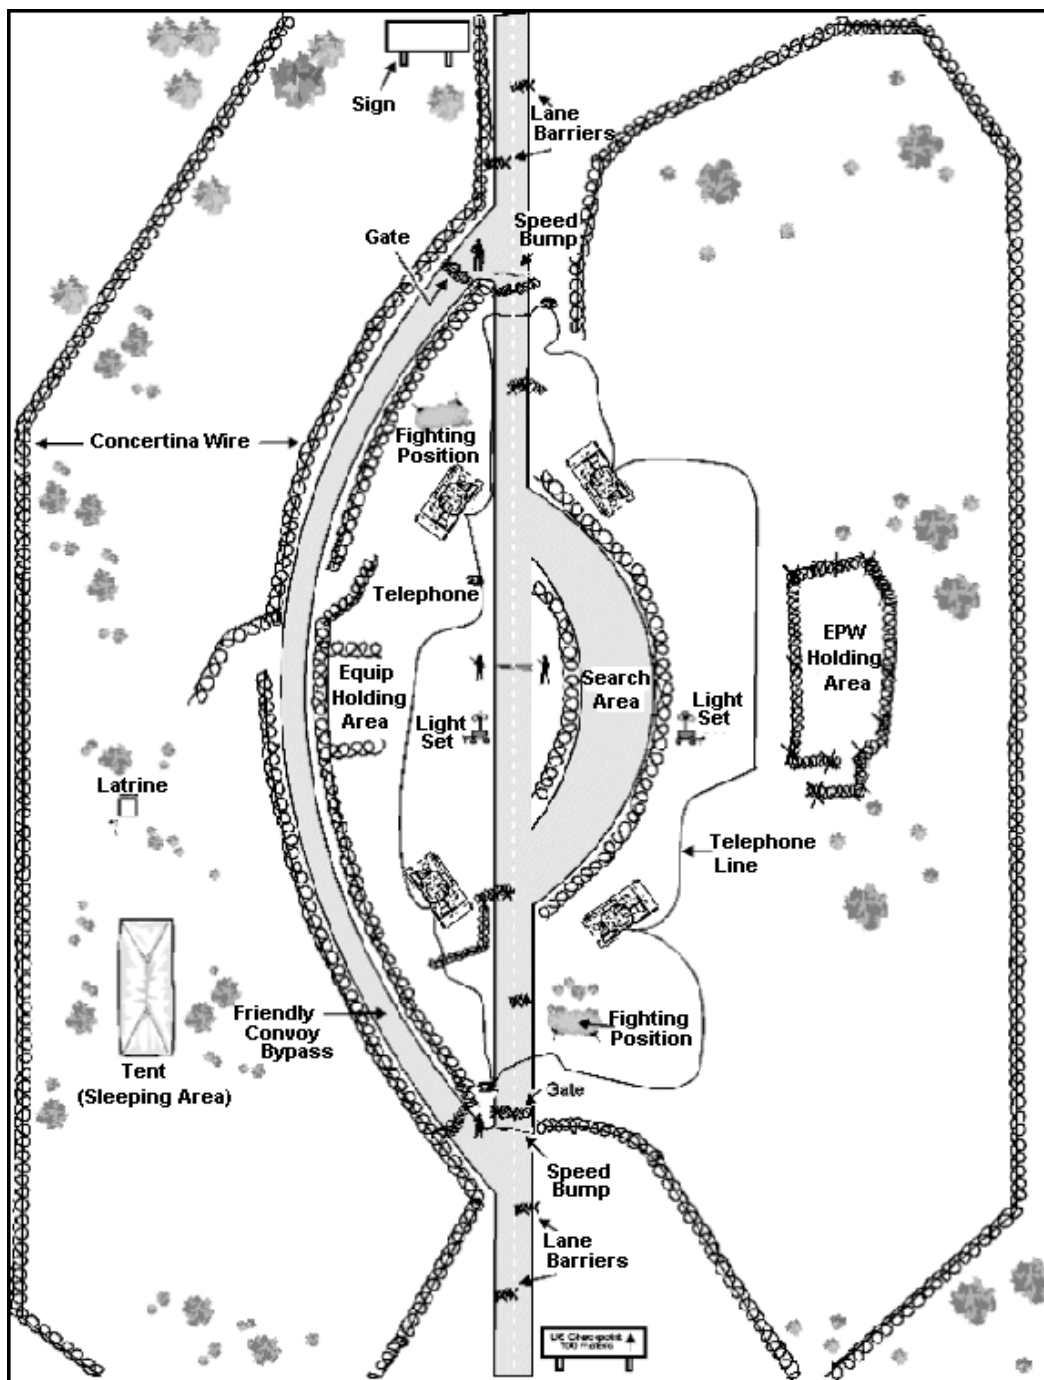 Sign
Lane
Barriers
Speed
Bump
Gate
Concertina Wire
Fighting
Position
Telephone
Equip
Holding
Area
Search
Area
EPW
Holding
Area
Light
Set
Light
Set
Latrine
Telephone
Line
Friendly
Convoy
Bypass
Fighting
Position
Tent
(Sleeping Area)
Gate
Speed
Bump
Lane
Barriers
US Checkpoint
100 meters